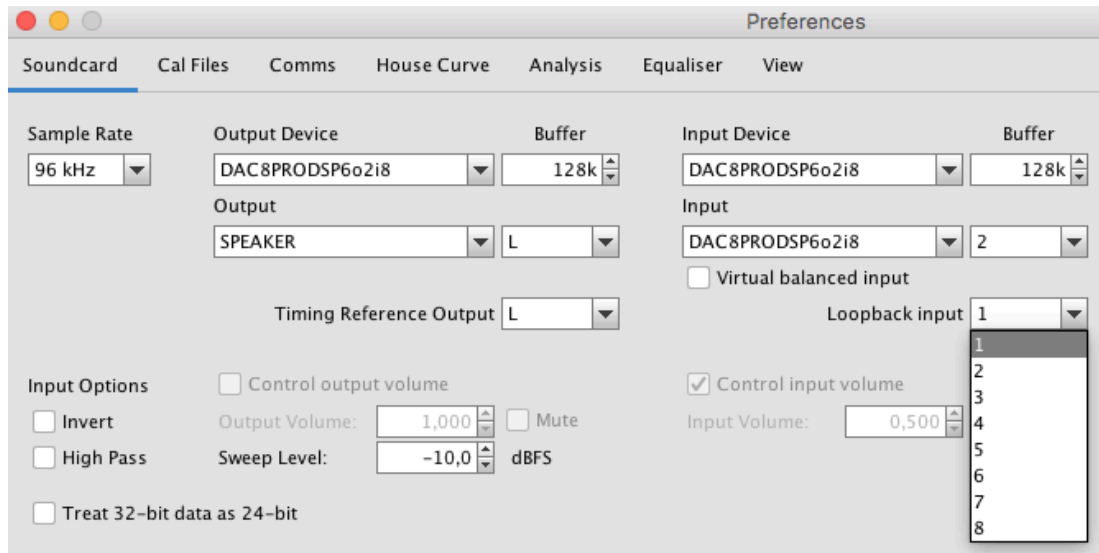 Preferences
Soundcard Cal Files Comms House Curve Analysis Equaliser View
Sample Rate Output Device Buffer Input Device Buffer
96 kHz DAC8PRODSP6o2i8 128k DAC8PRODSP6o2i8 128k
Output Input
SPEAKER L DAC8PRODSP6o2i8 2
Virtual balanced input
Timing Reference Output L Loopback input 1
1
2
3
4
5
6
7
8
Input Options Control output volume Control input volume
Invert Output Volume: 1,000 Mute Input Volume: 0,500
High Pass Sweep Level: -10,0 dBFS
Treat 32-bit data as 24-bit